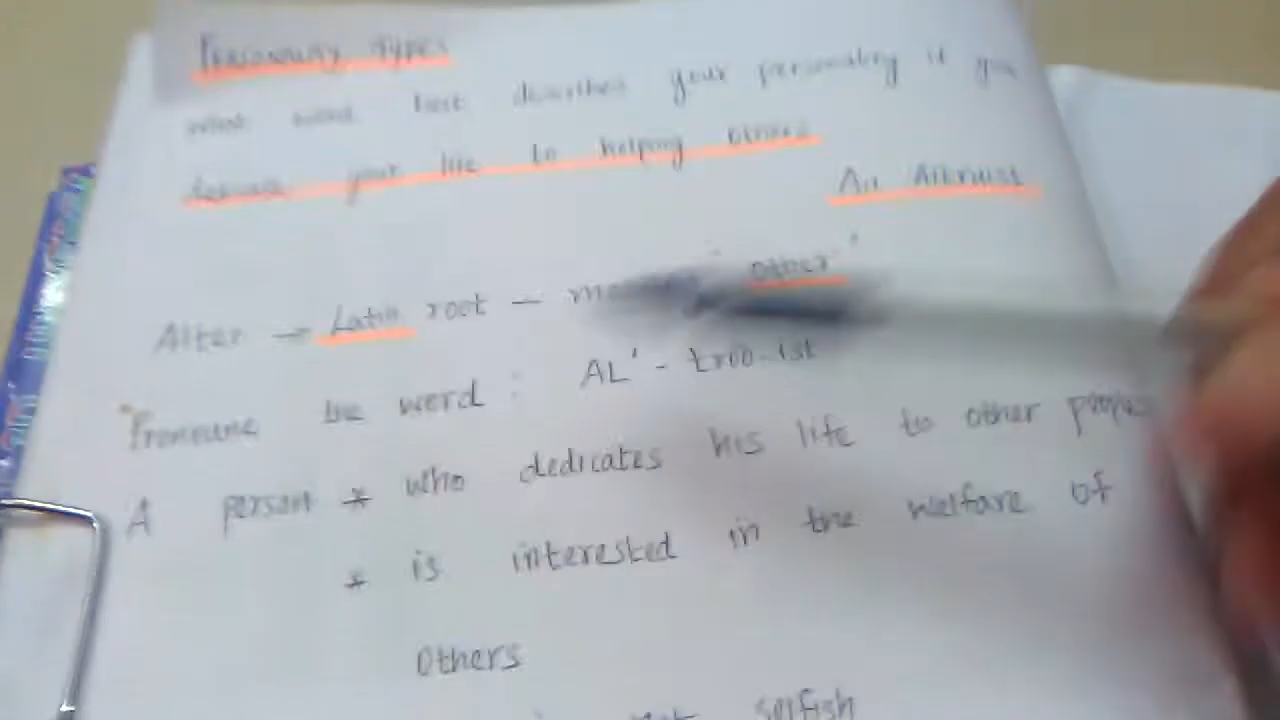 Personality Types
what word best describes your personality if you
dedicate your life to helping others
An Altruist
Alter → Latin root - "other"
"Pronounce the word : AL' - troo-ist
A person * who dedicates his life to other
* is interested in the welfare of
others
not selfish